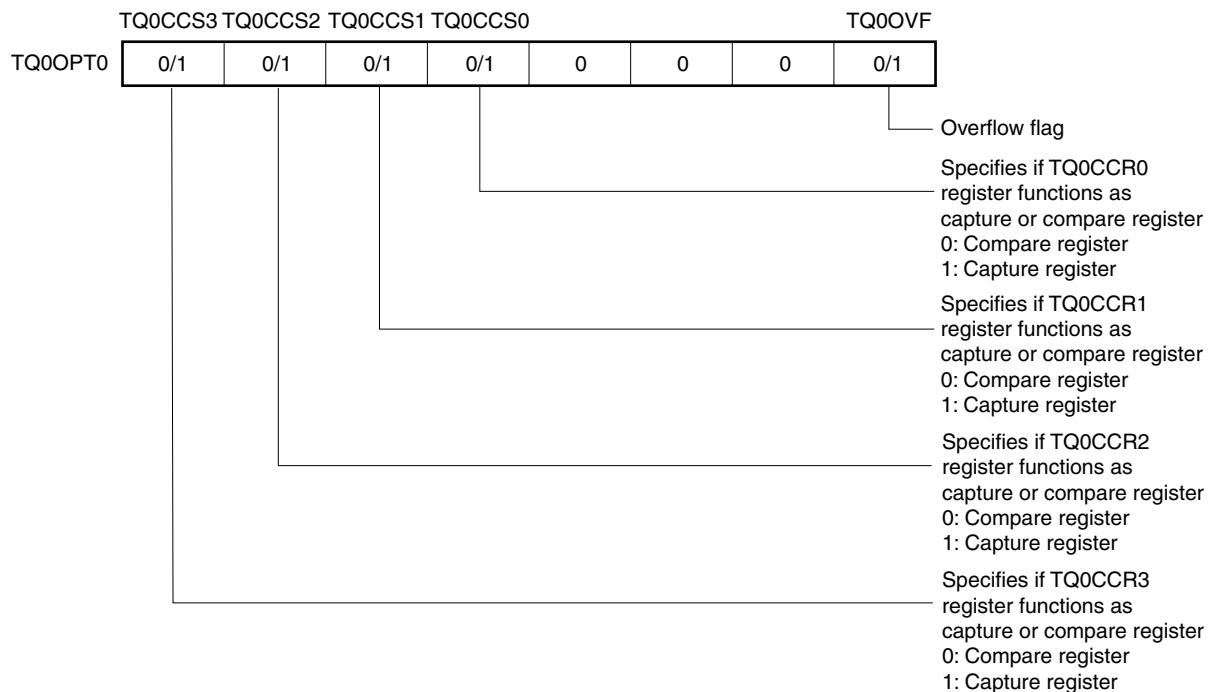 TQ0CCS3 TQ0CCS2 TQ0CCS1 TQ0CCS0 TQ0OVF
TQ0OPT0 0/1 0/1 0/1 0/1 0 0 0 0/1
Overflow flag
Specifies if TQ0CCR0
register functions as
capture or compare register
0: Compare register
1: Capture register
Specifies if TQ0CCR1
register functions as
capture or compare register
0: Compare register
1: Capture register
Specifies if TQ0CCR2
register functions as
capture or compare register
0: Compare register
1: Capture register
Specifies if TQ0CCR3
register functions as
capture or compare register
0: Compare register
1: Capture register